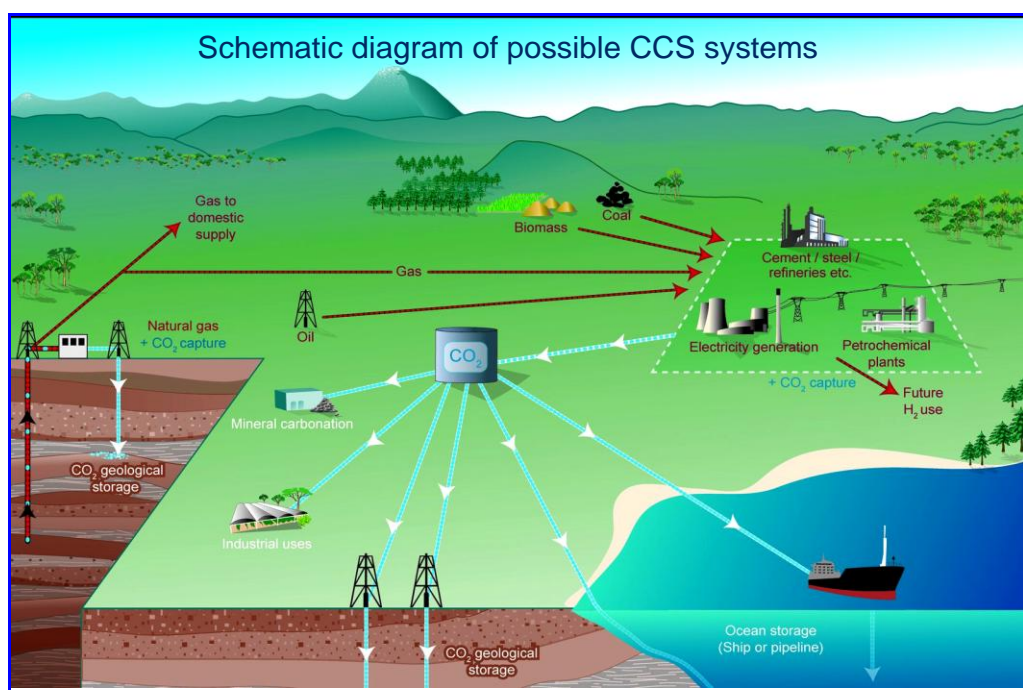 Schematic diagram of possible CCS systems
Gas to
domestic
supply
Biomass
Coal
Cement / steel /
refineries etc.
Gas
Natural gas
+ CO₂ capture
Oil
CO₂
Electricity generation
Petrochemical
plants
+ CO₂ capture
Future
H₂ use
Mineral carbonation
CO₂ geological
storage
Industrial uses
Ocean storage
(Ship or pipeline)
CO₂ geological
storage